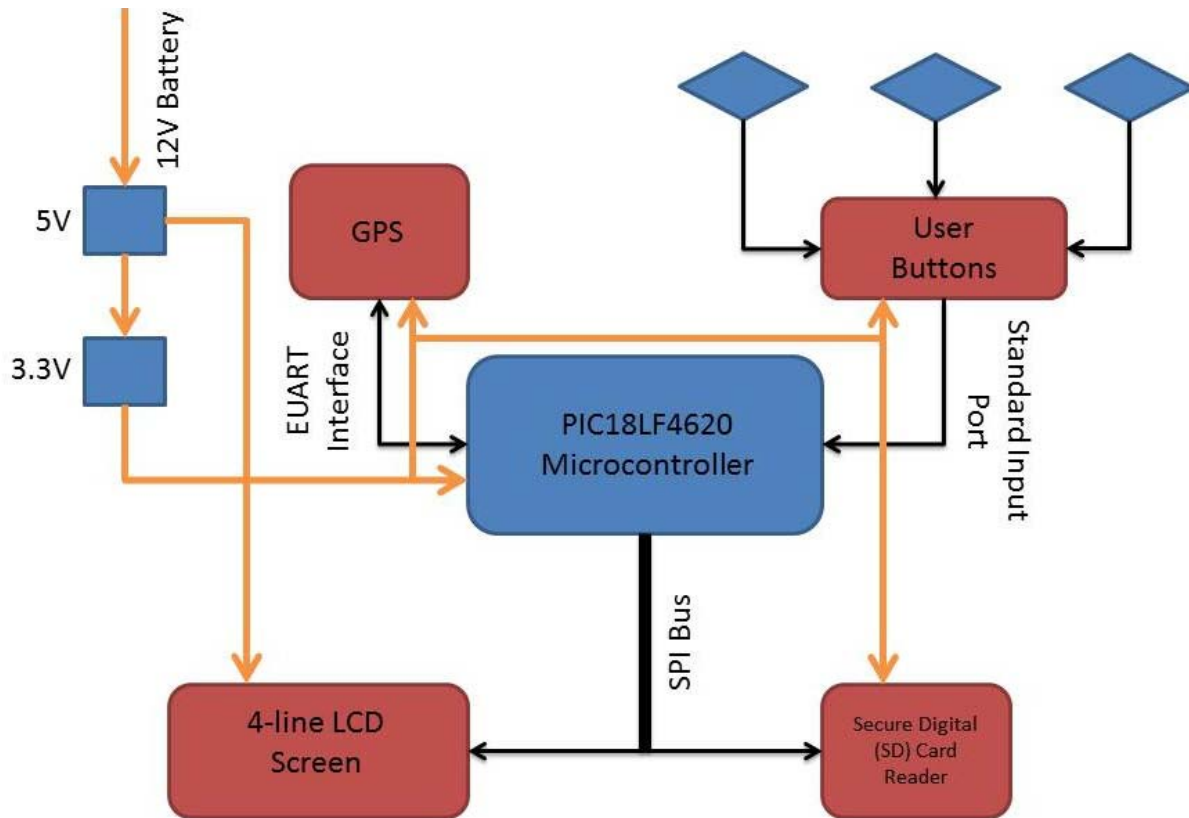 12V Battery
5V
3.3V
GPS
User
Buttons
EUART
Interface
PIC18LF4620
Microcontroller
Standard Input
Port
SPI Bus
4-line LCD
Screen
Secure Digital
(SD) Card
Reader